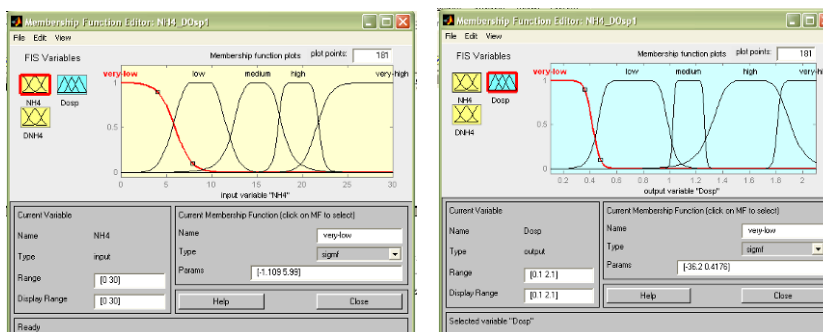 Membership Function Editor: NH4_DOsp1
File Edit View
FIS Variables
Membership function plots plot points: 181
very-low low medium high very-high
NH4 Dosp
DNH4
1
0.5
0
0 5 10 15 20 25 30
input variable "NH4"
Current Variable
Name NH4
Type input
Range [0 30]
Display Range [0 30]
Current Membership Function (click on MF to select)
Name very-low
Type sigmf
Params [-1.109 5.99]
Help Close
Ready
Membership Function Editor: NH4_DOsp1
File Edit View
FIS Variables
Membership function plots plot points: 181
very-low low medium high very-hi
NH4 Dosp
DNH4
1
0.5
0
0.2 0.4 0.6 0.8 1 1.2 1.4 1.6 1.8 2
output variable "Dosp"
Current Variable
Name Dosp
Type output
Range [0.1 2.1]
Display Range [0.1 2.1]
Current Membership Function (click on MF to select)
Name very-low
Type sigmf
Params [-36.2 0.4176]
Help Close
Selected variable "Dosp"